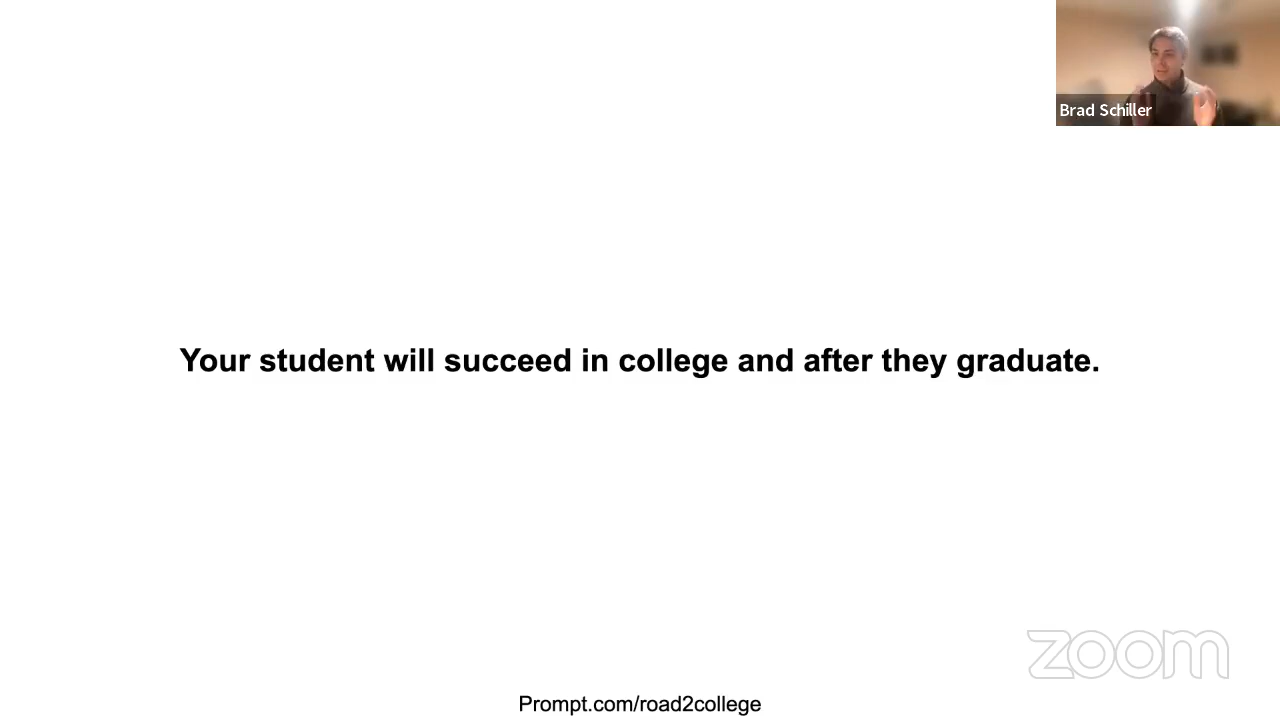 Brad Schiller
Your student will succeed in college and after they graduate.
zoom
Prompt.com/road2college